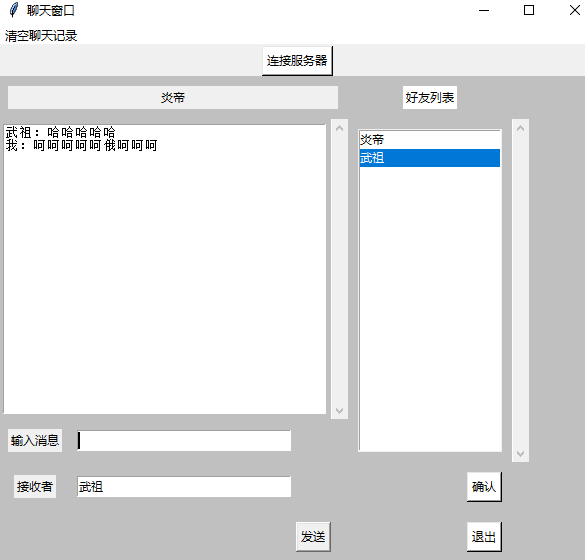 聊天窗口
清空聊天记录
连接服务器
炎帝
好友列表
武祖：哈哈哈哈哈
我：呵呵呵呵呵俄呵呵呵
炎帝
武祖
输入消息
接收者
武祖
确认
发送
退出